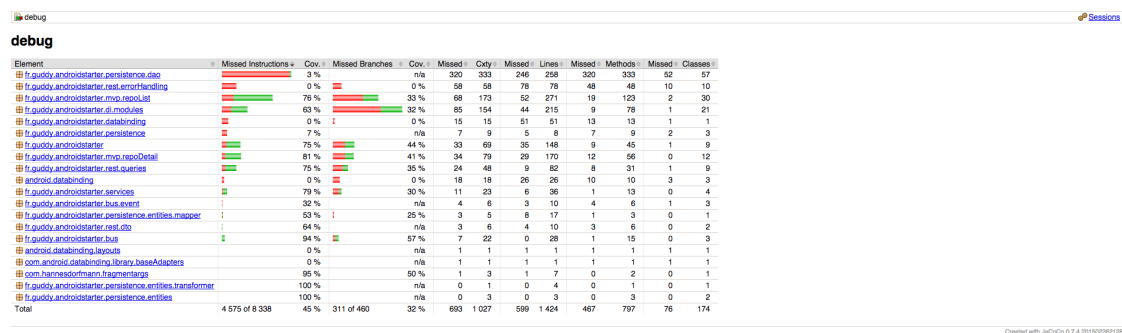 debug Sessions
debug
Element Missed Instructions Cov. Missed Branches Cov. Missed Cxty Missed Lines Missed Methods Missed Classes
fr.guddy.androidstarter.persistence.dao 3 % n/a 320 333 246 258 320 333 52 57
fr.guddy.androidstarter.rest.errorHandling 0 % 0 % 58 58 78 78 48 48 10 10
fr.guddy.androidstarter.mvp.repoList 76 % 33 % 68 173 52 271 19 123 2 30
fr.guddy.androidstarter.di.modules 63 % 32 % 85 154 44 215 9 78 1 21
fr.guddy.androidstarter.databinding 0 % 0 % 15 15 51 51 13 13 1 1
fr.guddy.androidstarter.persistence 7 % n/a 7 9 5 8 7 9 2 3
fr.guddy.androidstarter 75 % 44 % 33 69 35 148 9 45 1 9
fr.guddy.androidstarter.mvp.repoDetail 81 % 41 % 34 79 29 170 12 56 0 12
fr.guddy.androidstarter.rest.queries 75 % 35 % 24 48 9 82 8 31 1 9
android.databinding 0 % 0 % 18 18 26 26 10 10 3 3
fr.guddy.androidstarter.services 79 % 30 % 11 23 6 36 1 13 0 4
fr.guddy.androidstarter.bus.event 32 % n/a 4 6 3 10 4 6 1 3
fr.guddy.androidstarter.persistence.entities.mapper 53 % 25 % 3 5 8 17 1 3 0 1
fr.guddy.androidstarter.rest.dto 64 % n/a 3 6 4 10 3 6 0 2
fr.guddy.androidstarter.bus 94 % 57 % 7 22 0 28 1 15 0 3
android.databinding.layouts 0 % n/a 1 1 1 1 1 1 1 1
com.android.databinding.library.baseAdapters 0 % n/a 1 1 1 1 1 1 1 1
com.hannesdorfmann.fragmentargs 95 % 50 % 1 3 1 7 0 2 0 1
fr.guddy.androidstarter.persistence.entities.transformer 100 % n/a 0 1 0 4 0 1 0 1
fr.guddy.androidstarter.persistence.entities 100 % n/a 0 3 0 3 0 3 0 2
Total 4 575 of 8 338 45 % 311 of 460 32 % 693 1 027 599 1 424 467 797 76 174
Created with JaCoCo 0.7.4.201502262128